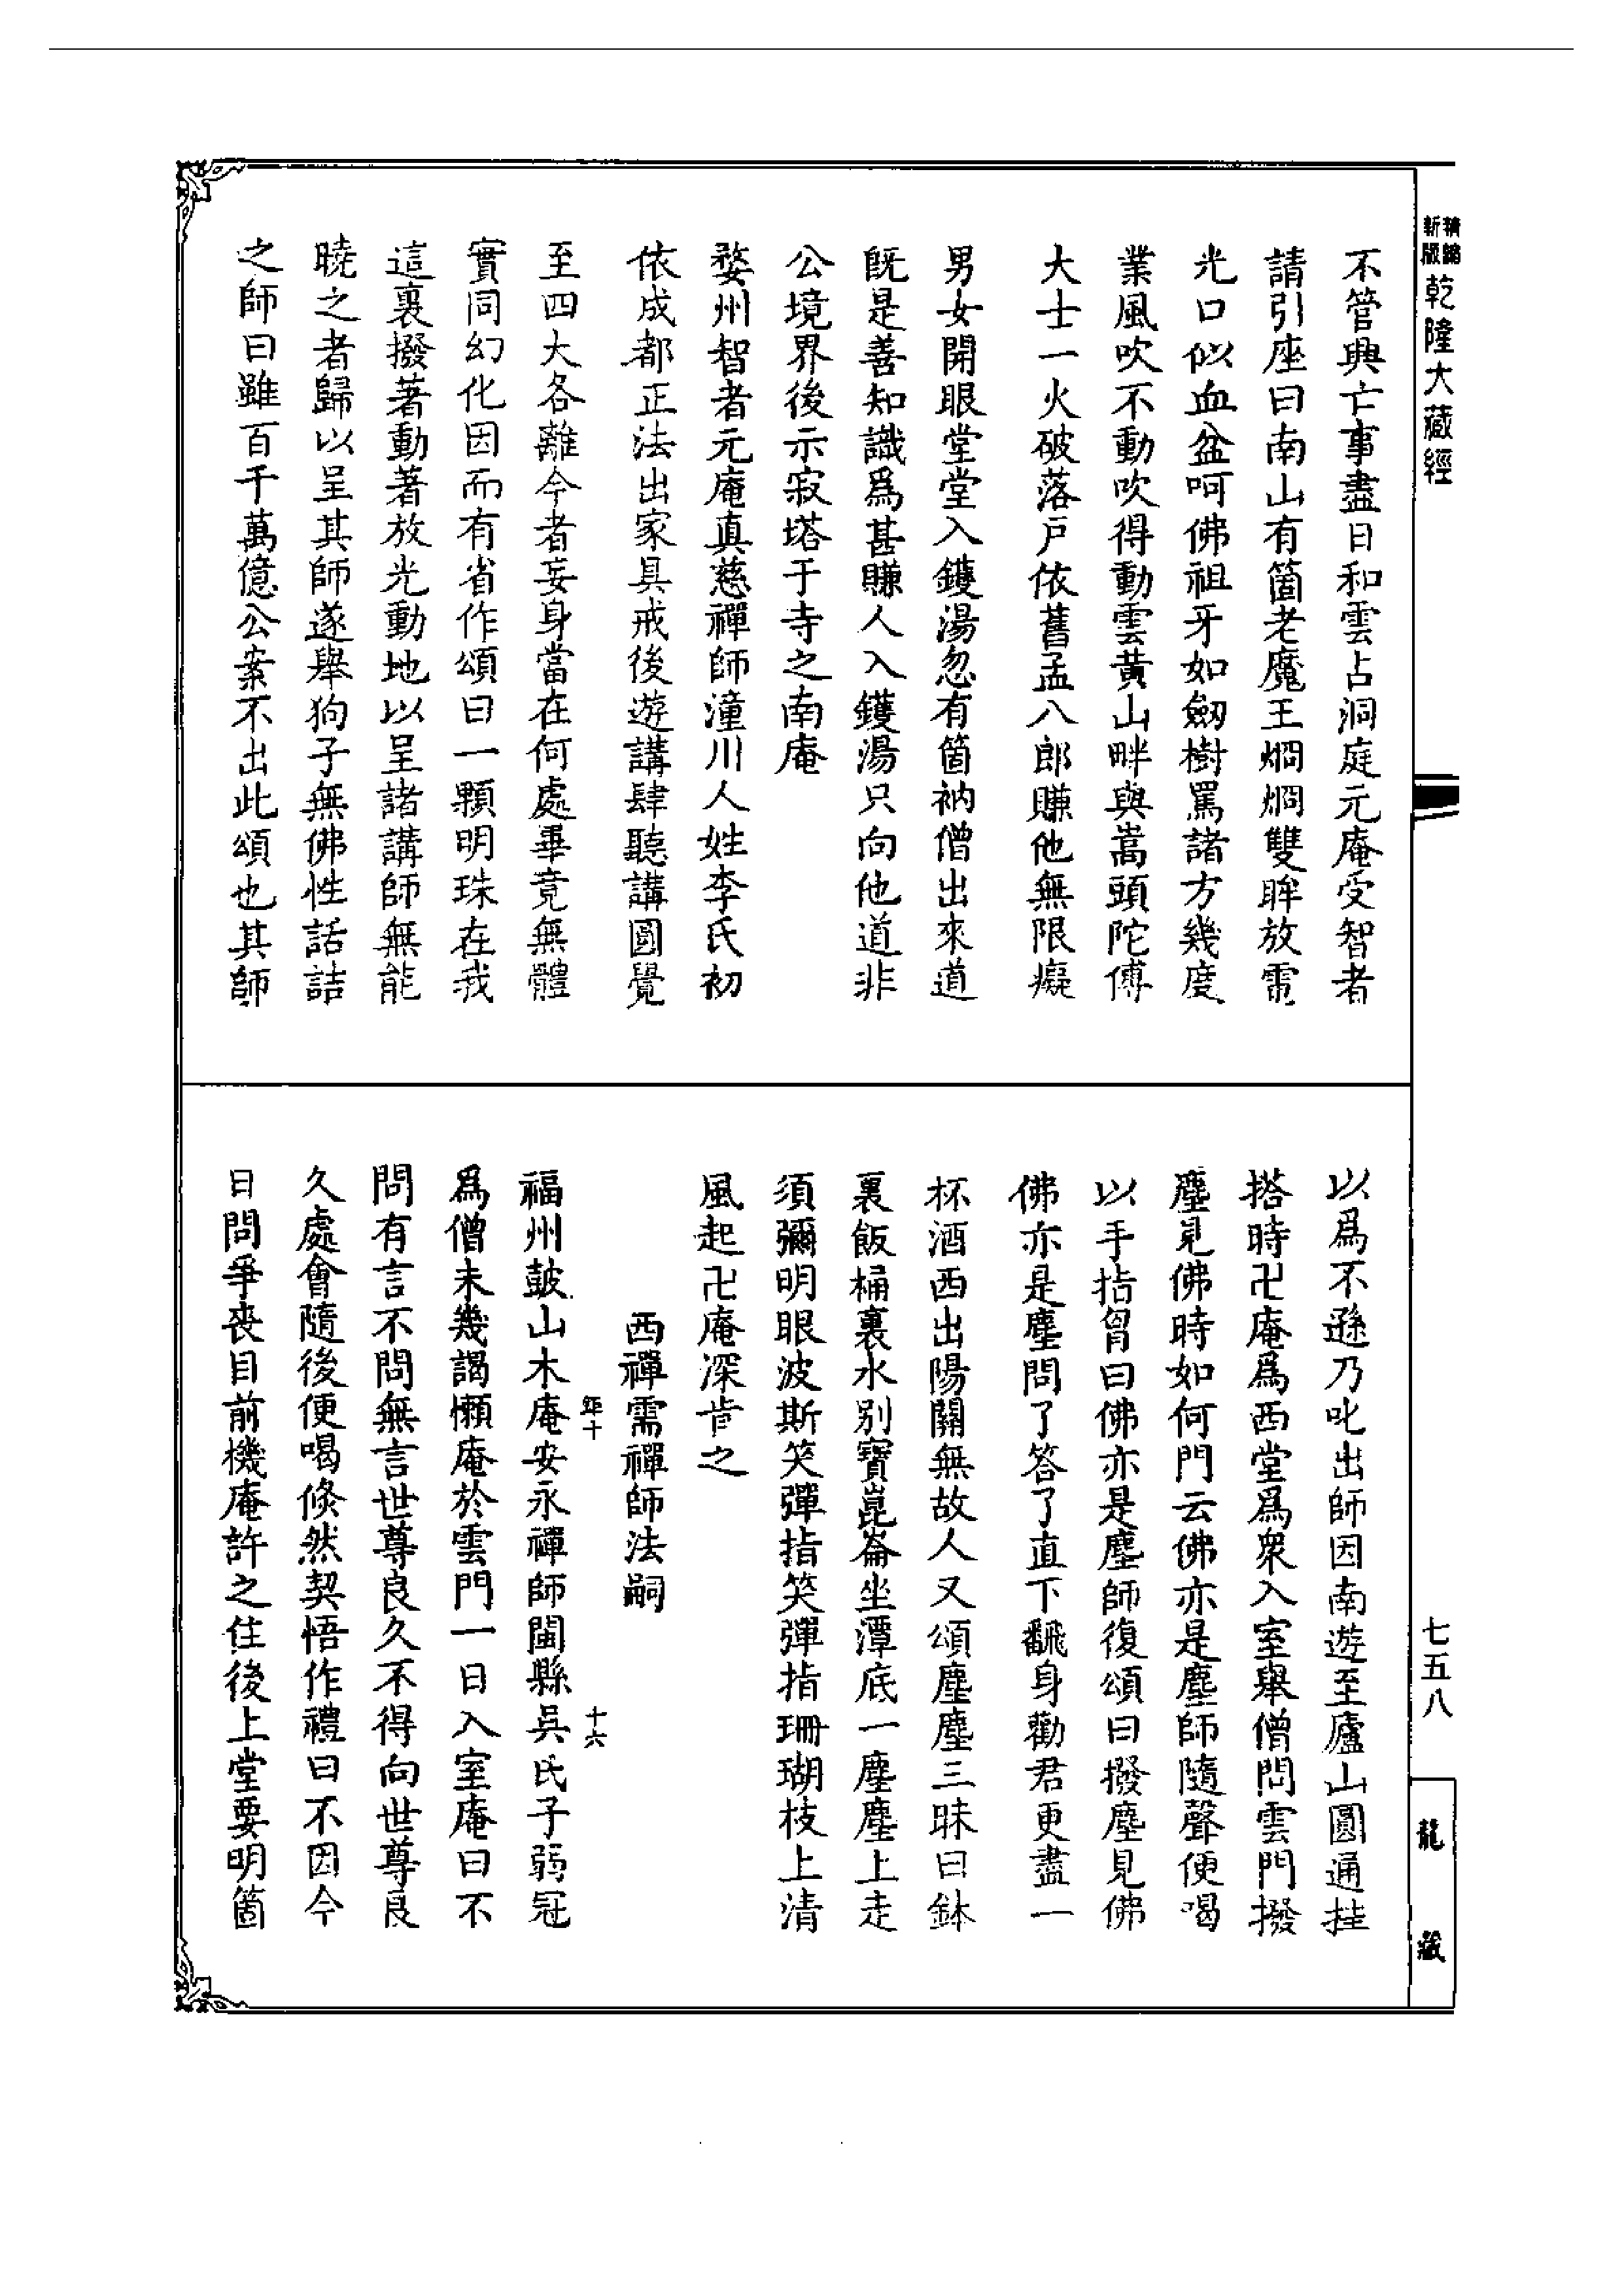 新版精編乾隆大藏經
不管興亡事盡日和雲占洞庭元庵受智者
請引座曰南山有箇老魔王烱烱雙眸放電
光口似血盆呵佛祖牙如劒樹罵諸方幾度
業風吹不動吹得動雲黃山畔與嵩頭陀傅
大士一火破落戸依舊孟八郎賺他無限癡
男女開眼堂堂入鑊湯忽有箇衲僧出來道
旣是善知識爲甚賺人入鑊湯只向他道非
公境界後示寂塔于寺之南庵
婺州智者元庵真慈禪師潼川人姓李氏初
依成都正法出家具戒後遊講肆聽講圓覺
至四大各離今者妄身當在何處畢竟無體
實同幻化因而有省作頌曰一顆明珠在我
這裏撥著動著放光動地以呈諸講師無能
曉之者歸以呈其師遂舉狗子無佛性話詰
之師曰雖百千萬億公案不出此頌也其師
以爲不遜乃叱出師因南遊至廬山圓通挂
搭時卍庵爲西堂爲衆入室舉僧問雲門撥
塵見佛時如何門云佛亦是塵師隨聲便喝
以手指胷曰佛亦是塵師復頌曰撥塵見佛
佛亦是塵問了答了直下飜身勸君更盡一
杯酒西出陽關無故人又頌塵塵三昧曰鉢
裏飯桶裏水別寶崑崙坐潭底一塵塵上走
須彌明眼波斯笑彈指笑彈指珊瑚枝上清
風起卍庵深肯之
西禪需禪師法嗣
年十 十六
福州鼓山木庵安永禪師閩縣吳氏子弱冠
爲僧未幾謁懶庵於雲門一日入室庵曰不
問有言不問無言世尊良久不得向世尊良
久處會隨後便喝倐然契悟作禮曰不因今
日問爭喪目前機庵許之住後上堂要明箇
七五八
龍藏